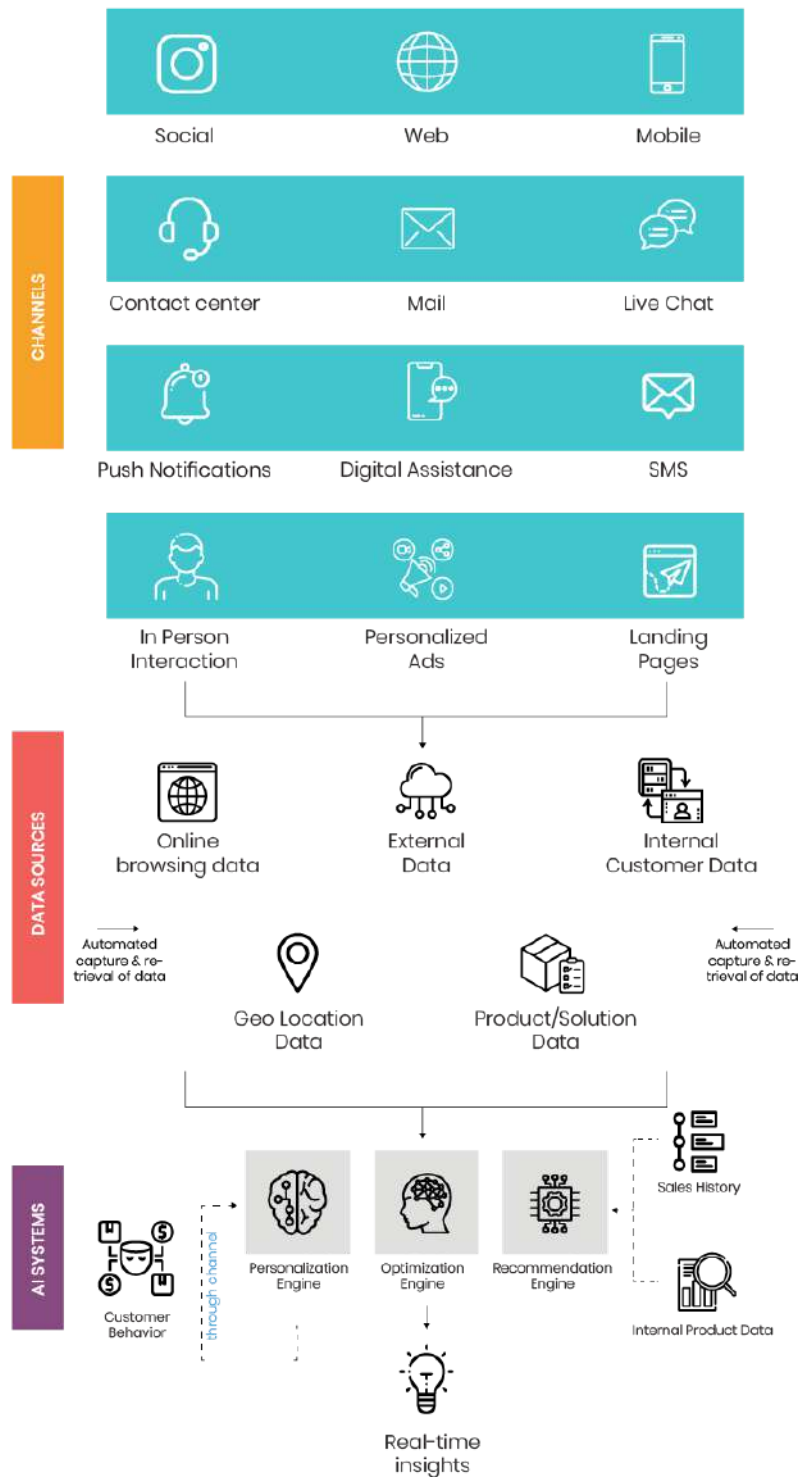 Social
Web
Mobile
CHANNELS
Contact center
Mail
Live Chat
Push Notifications
Digital Assistance
SMS
In Person
Interaction
Personalized
Ads
Landing
Pages
DATA SOURCES
Online
browsing data
External
Data
Internal
Customer Data
Automated
capture & re-
trieval of data
Automated
capture & re-
trieval of data
Geo Location
Data
Product/Solution
Data
AI SYSTEMS
Sales History
Customer
Behavior
through channel
Personalization
Engine
Optimization
Engine
Recommendation
Engine
Internal Product Data
Real-time
insights